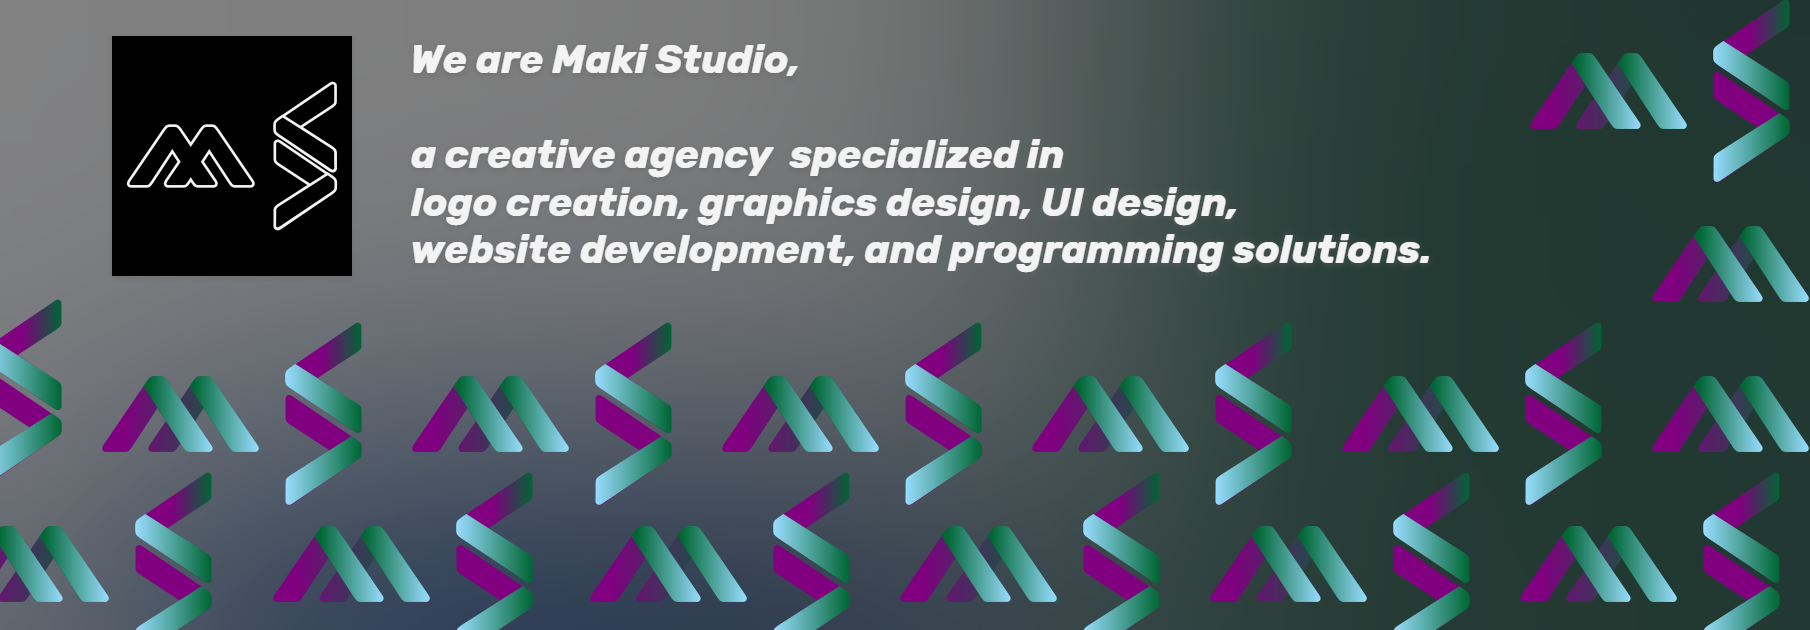 We are Maki Studio,
a creative agency  specialized in
logo creation, graphics design, UI design,
website development, and programming solutions.